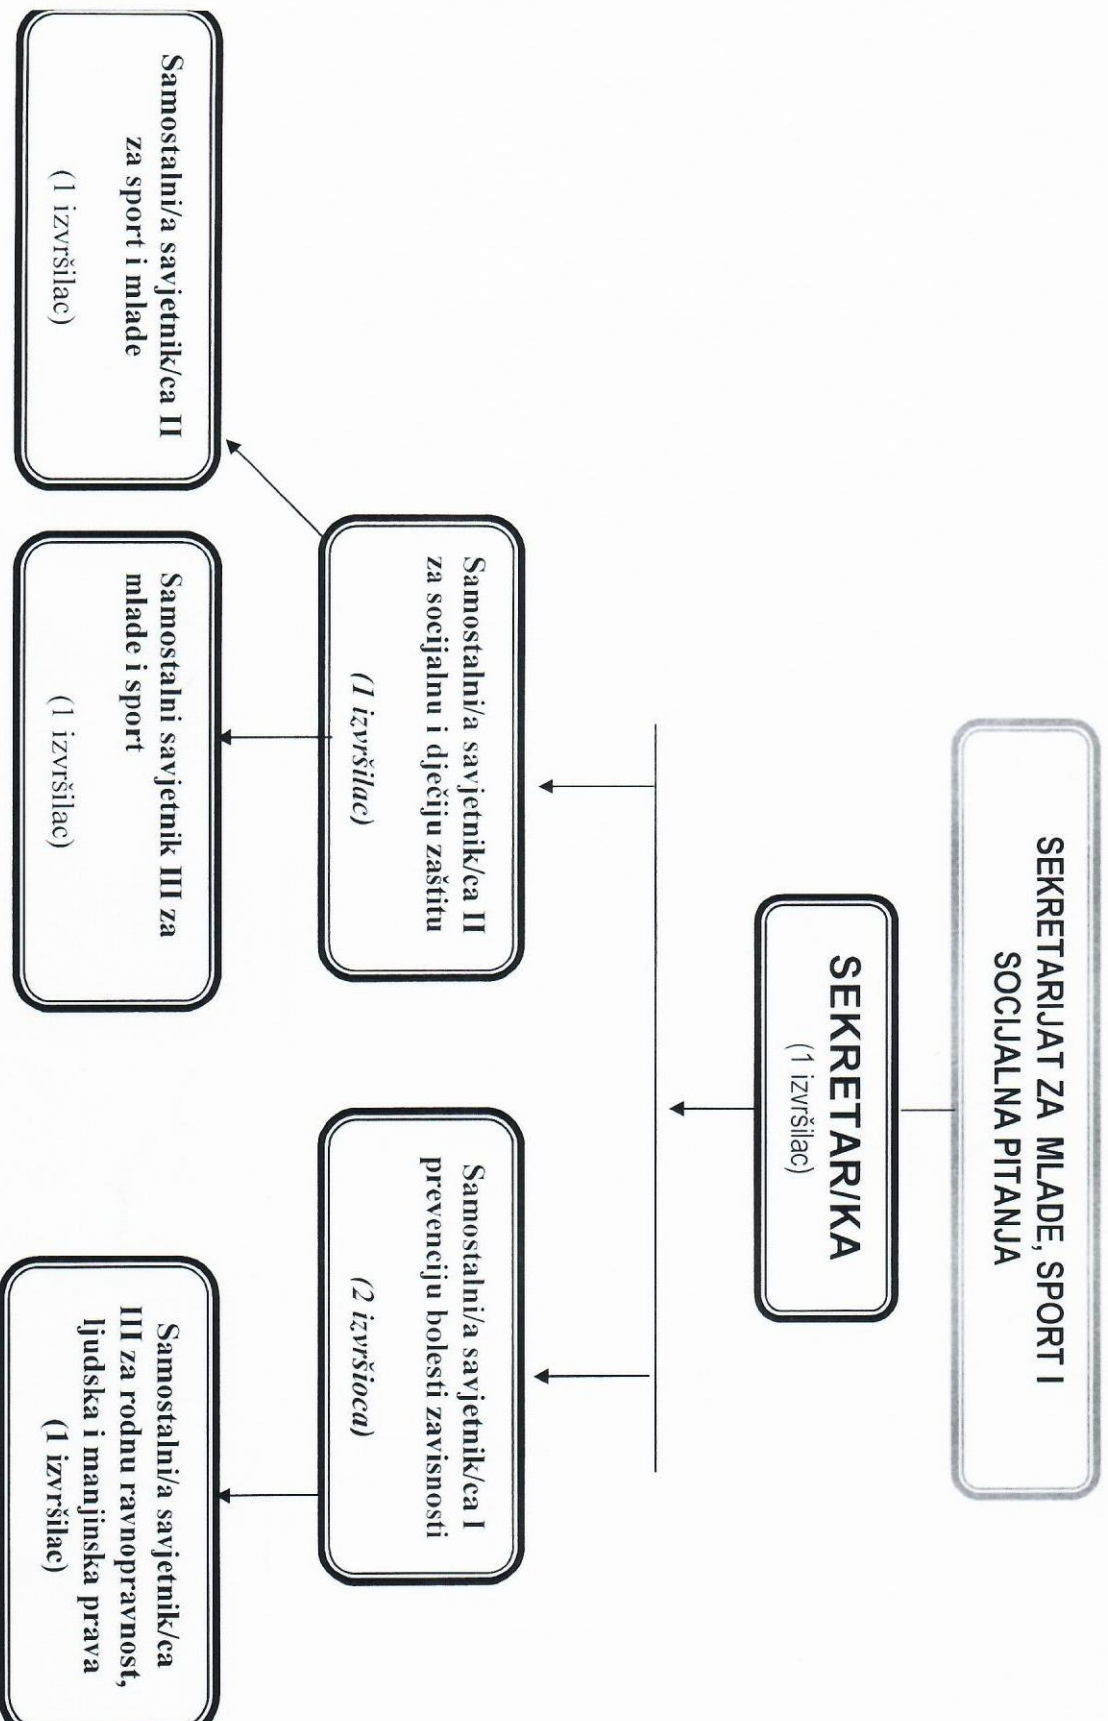 SEKRETARIJAT ZA MLADE, SPORT I
SOCIJALNA PITANJA
SEKRETAR/KA
(1 izvršilac)
Samostalni/a savjetnik/ca II
za socijalnu i dječiju zaštitu
(1 izvršilac)
Samostalni/a savjetnik/ca I
prevenciju bolesti zavisnosti
(2 izvršioca)
Samostalni/a savjetnik/ca II
za sport i mlade
(1 izvršilac)
Samostalni savjetnik III za
mlade i sport
(1 izvršilac)
Samostalni/a savjetnik/ca
III za rodnu ravnopravnost,
ljudska i manjinska prava
(1 izvršilac)